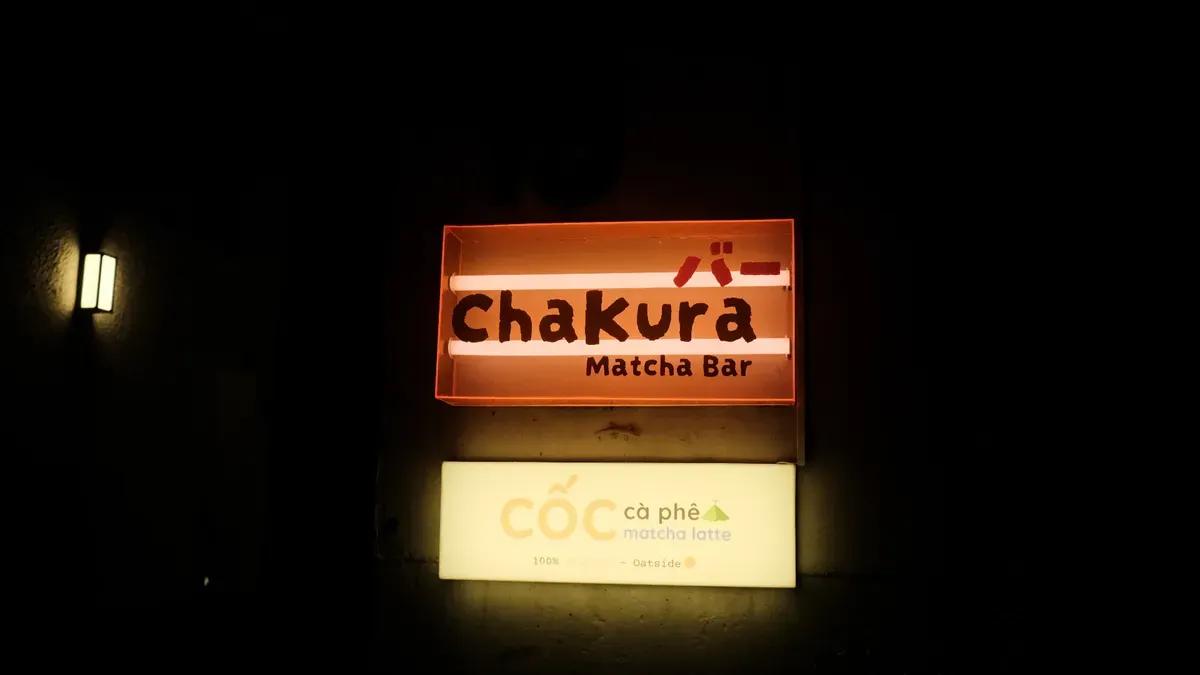 バー
Chakura
Matcha Bar
CỐC cà phê
matcha latte
100% – Oatside